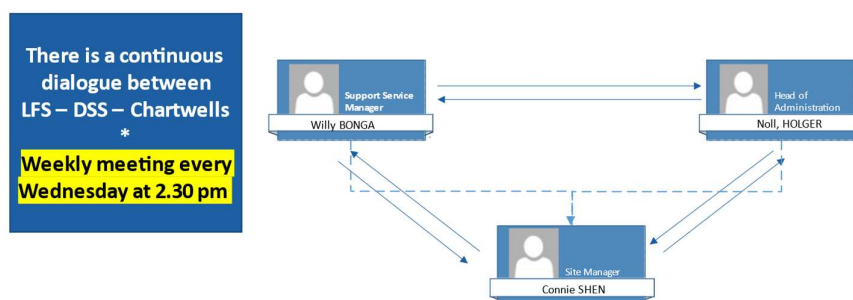 There is a continuous
dialogue between
LFS – DSS – Chartwells
*
Weekly meeting every
Wednesday at 2.30 pm
Support Service
Manager
Willy BONGA
Head of
Administration
Noll, HOLGER
Site Manager
Connie SHEN